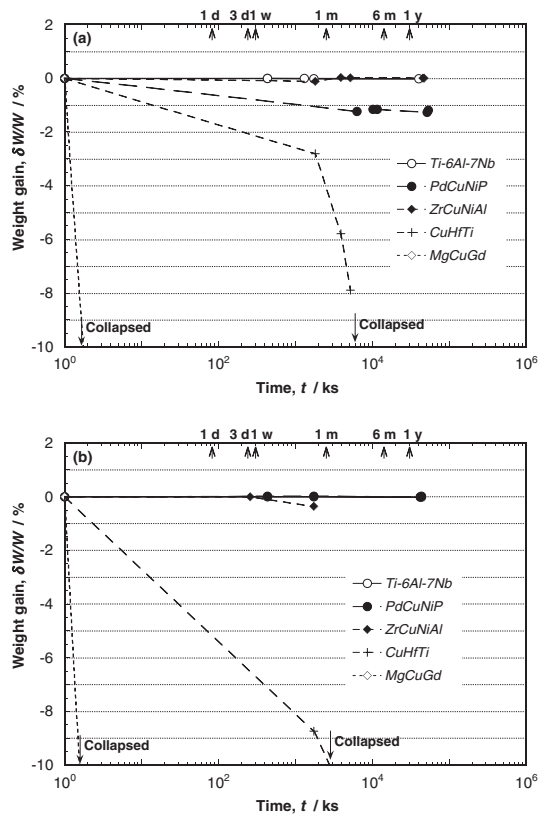 1 d 3 d 1 w 1 m 6 m 1 y
2
(a)
0
-2
-4
-6
-8
-10
Weight gain, δW/W / %
Ti-6Al-7Nb
PdCuNiP
ZrCuNiAl
CuHfTi
MgCuGd
Collapsed
Collapsed
10⁰ 10² 10⁴ 10⁶
Time, t / ks
1 d 3 d 1 w 1 m 6 m 1 y
2
(b)
0
-2
-4
-6
-8
-10
Weight gain, δW/W / %
Ti-6Al-7Nb
PdCuNiP
ZrCuNiAl
CuHfTi
MgCuGd
Collapsed
Collapsed
10⁰ 10² 10⁴ 10⁶
Time, t / ks